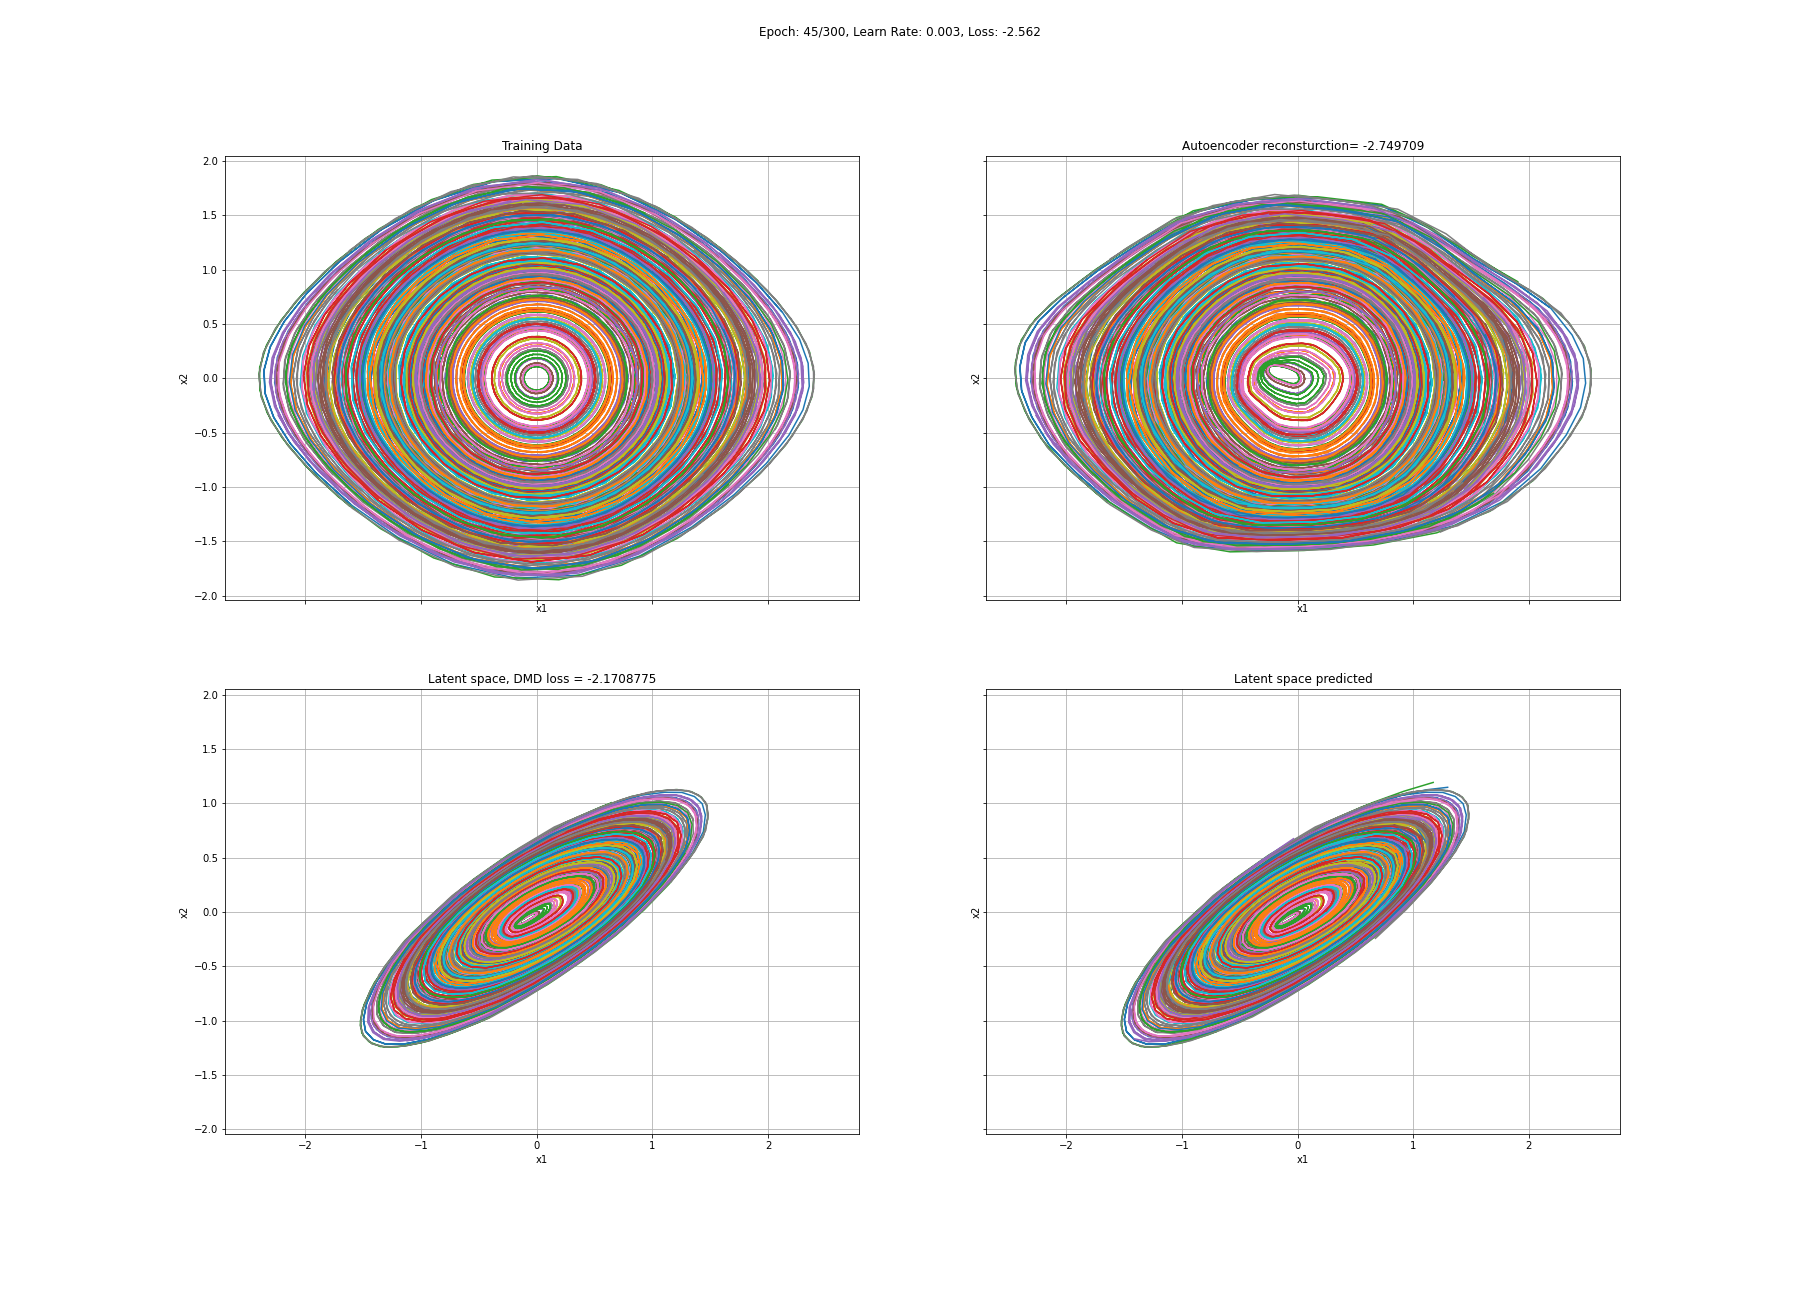 Epoch: 45/300, Learn Rate: 0.003, Loss: -2.562
Training Data
2.0
1.5
1.0
0.5
0.0
−0.5
−1.0
−1.5
−2.0
x2
x1
Autoencoder reconsturction= -2.749709
x2
x1
Latent space, DMD loss = -2.1708775
2.0
1.5
1.0
0.5
0.0
−0.5
−1.0
−1.5
−2.0
x2
−2 −1 0 1 2
x1
Latent space predicted
x2
−2 −1 0 1 2
x1